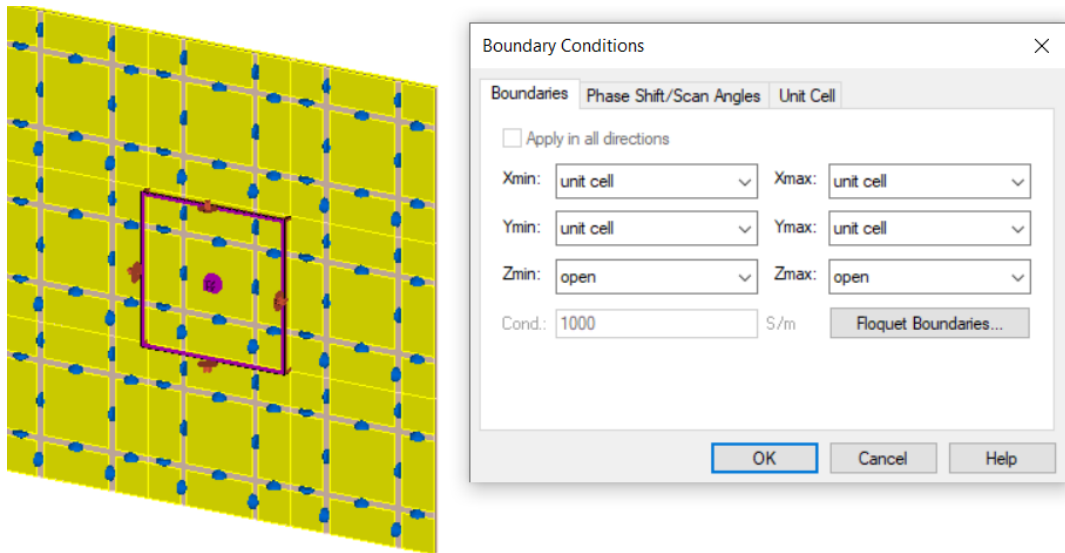 Boundary Conditions
Boundaries Phase Shift/Scan Angles Unit Cell
Apply in all directions
Xmin: unit cell Xmax: unit cell
Ymin: unit cell Ymax: unit cell
Zmin: open Zmax: open
Cond.: 1000 S/m Floquet Boundaries...
OK Cancel Help